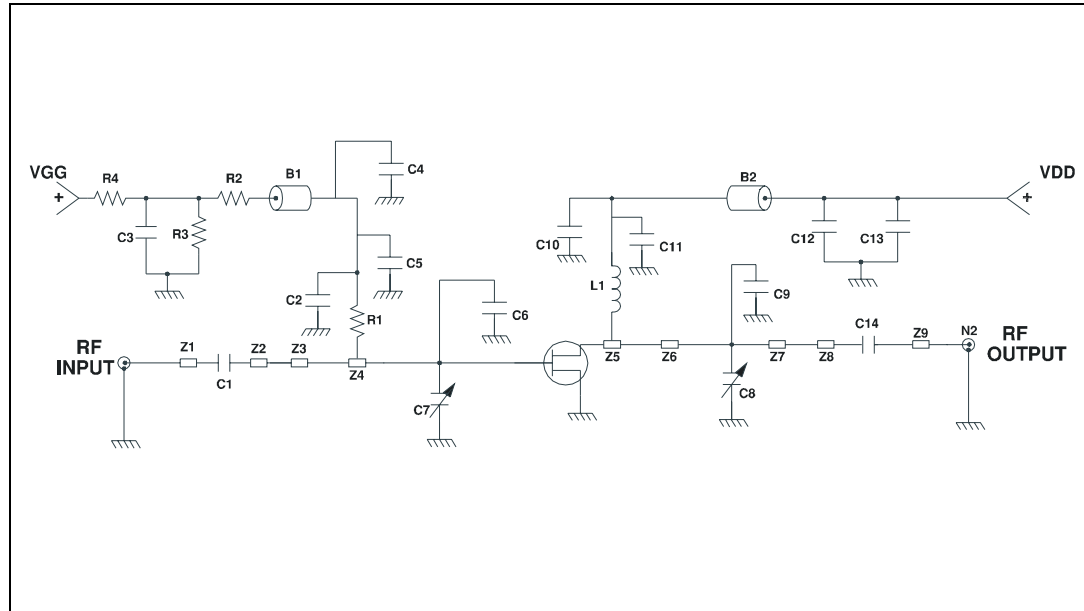 C4
VGG
+
R4
R2
B1
B2
VDD
+
C3
R3
C5
C10
C11
C12
C13
C2
R1
L1
C9
C6
RF
INPUT
Z1
C1
Z2
Z3
Z4
C7
Z5
Z6
C8
Z7
Z8
C14
Z9
N2
RF
OUTPUT